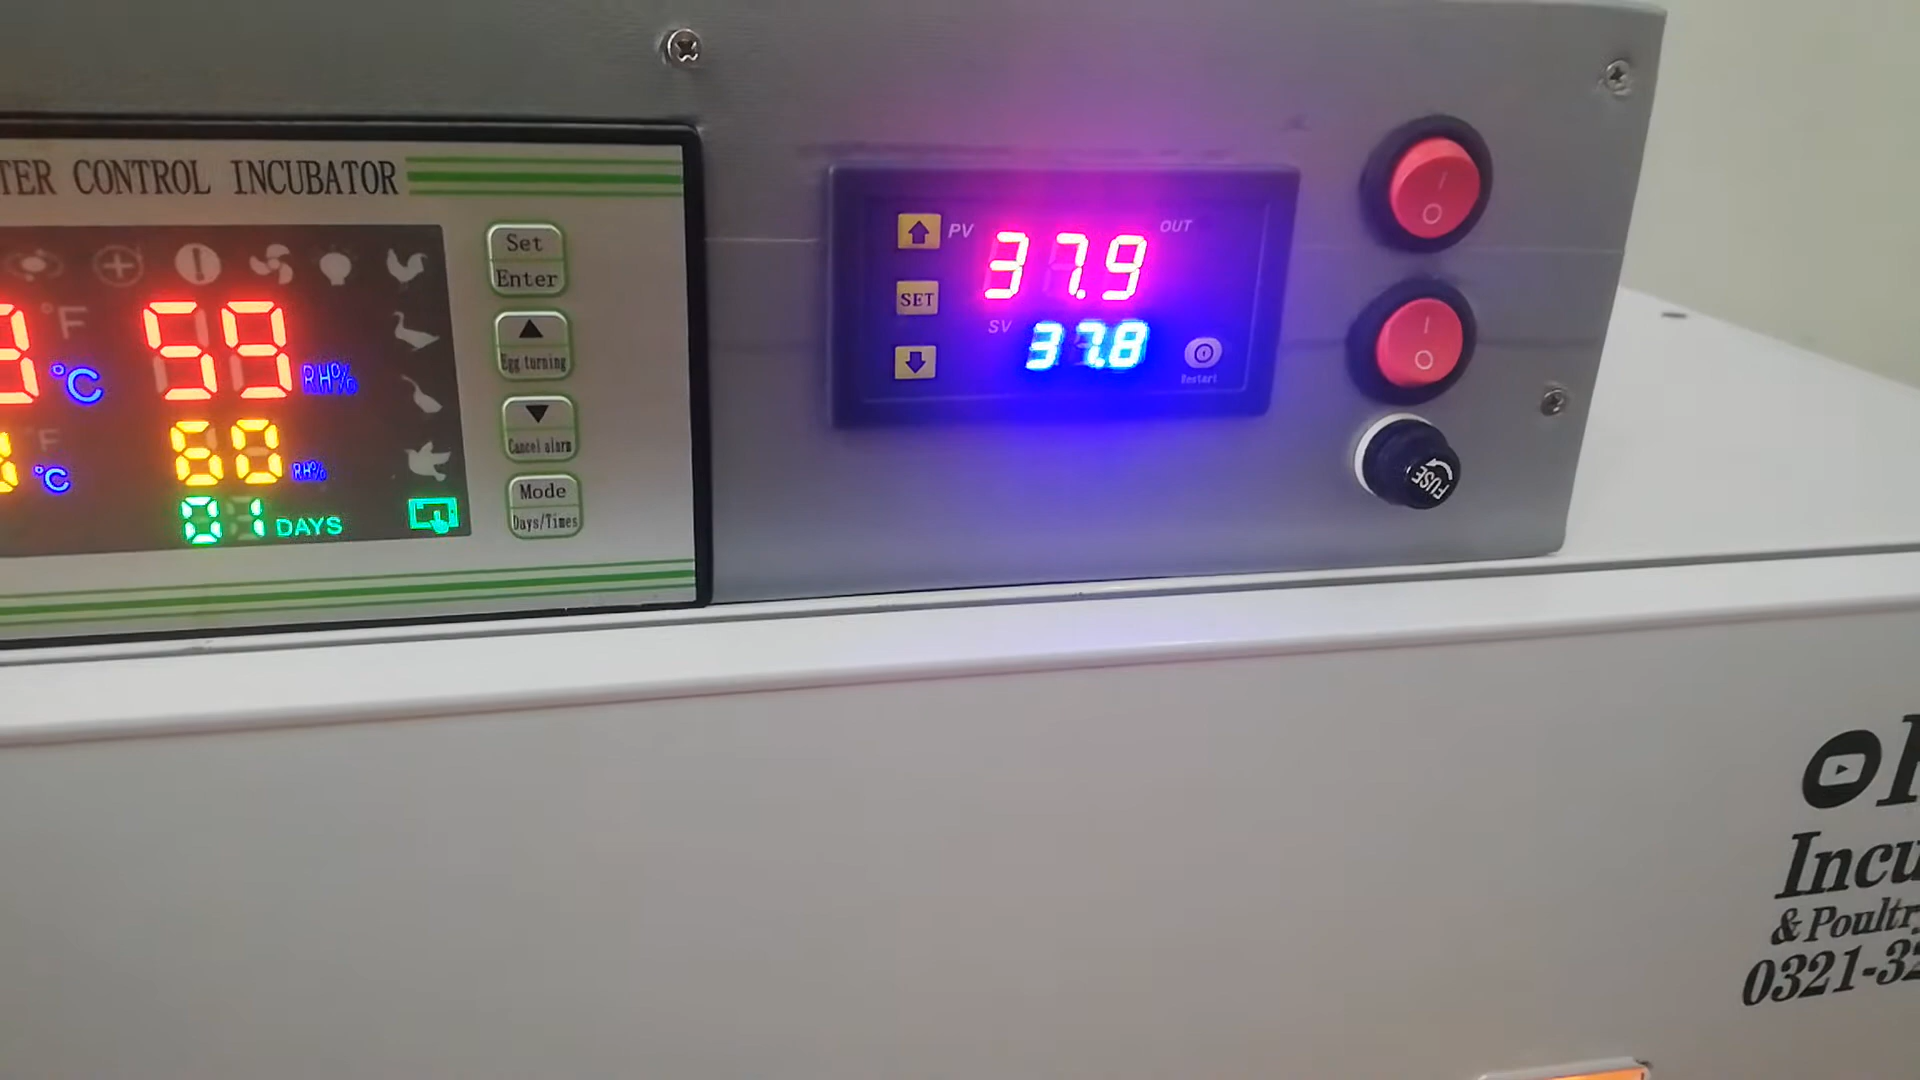 TER CONTROL INCUBATOR
°F
°C
59
RH%
°F
°C
60
RH%
01 DAYS
Set
Enter
Egg turning
Cancel alarm
Mode
Days/Times
PV
37.9
OUT
SET
SV
37.8
Restart
I
O
I
O
FUSE
Incu
& Poultry
0321-32